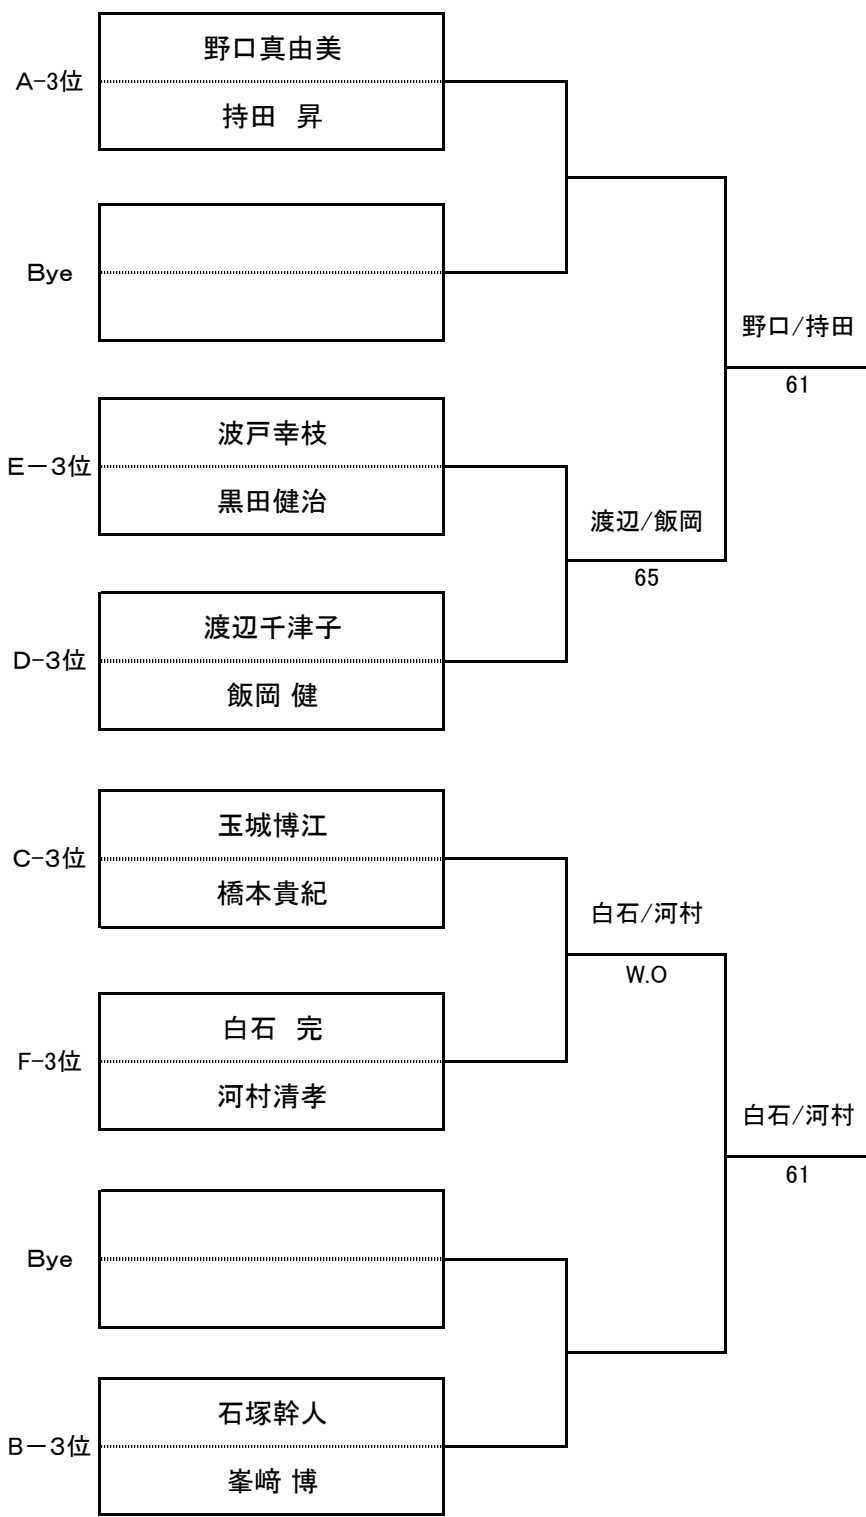 野口真由美
A-3位
持田　昇
Bye
野口/持田
61
波戸幸枝
E－3位
黒田健治
渡辺/飯岡
65
渡辺千津子
D-3位
飯岡 健
玉城博江
C-3位
橋本貴紀
白石/河村
W.O
白石　完
F-3位
河村清孝
白石/河村
61
Bye
石塚幹人
B－3位
峯﨑 博